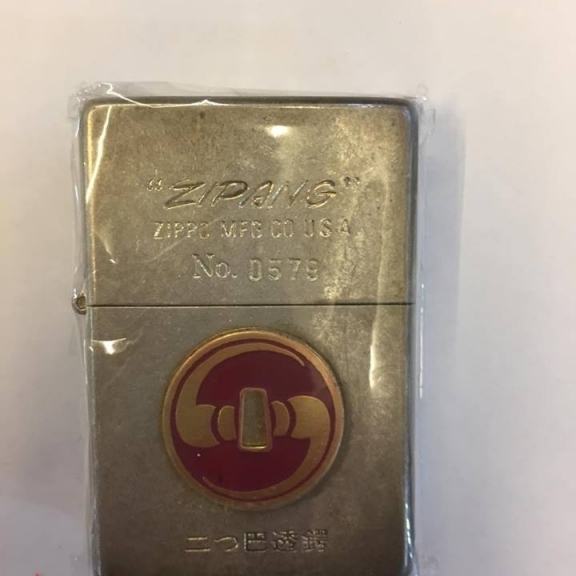 "ZIPANG"
ZIPPO MFG CO USA
No. 0579
二つ巴透鍔